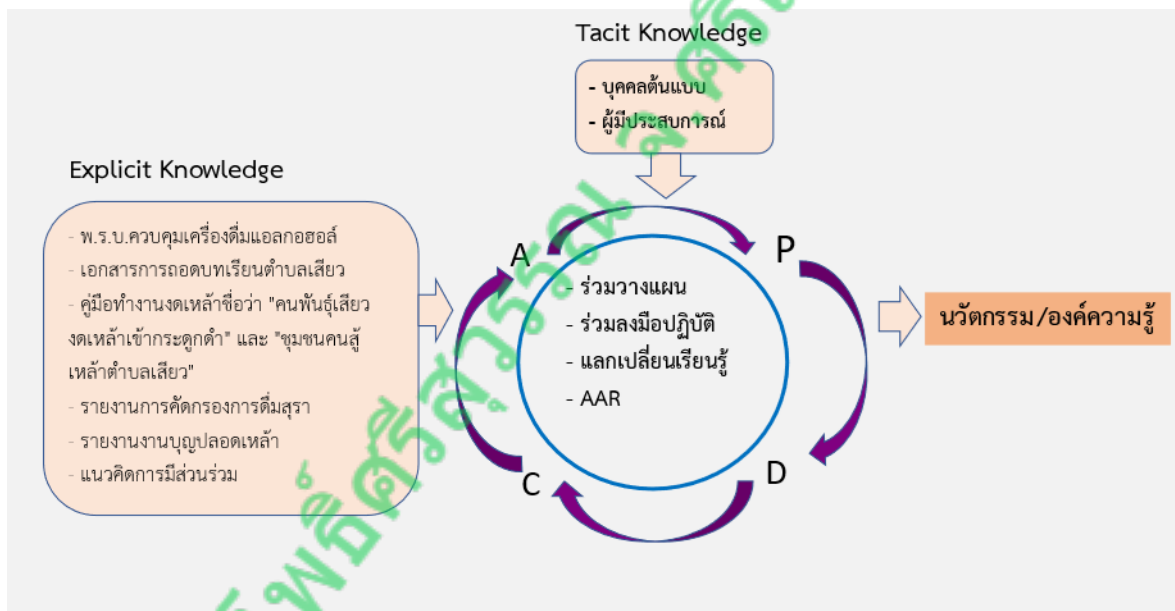 Tacit Knowledge
- บุคคลต้นแบบ
- ผู้มีประสบการณ์
Explicit Knowledge
- พ.ร.บ.ควบคุมเครื่องดื่มแอลกอฮอล์
- เอกสารการถอดบทเรียนตำบลเสียว
- คู่มือทำงานงดเหล้าชื่อว่า "คนพันธุ์เสียว
งดเหล้าเข้ากระดูกดำ" และ "ชุมชนคนสู้
เหล้าตำบลเสียว"
- รายงานการคัดกรองการดื่มสุรา
- รายงานงานบุญปลอดเหล้า
- แนวคิดการมีส่วนร่วม
A
P
- ร่วมวางแผน
- ร่วมลงมือปฏิบัติ
- แลกเปลี่ยนเรียนรู้
- AAR
C
D
นวัตกรรม/องค์ความรู้